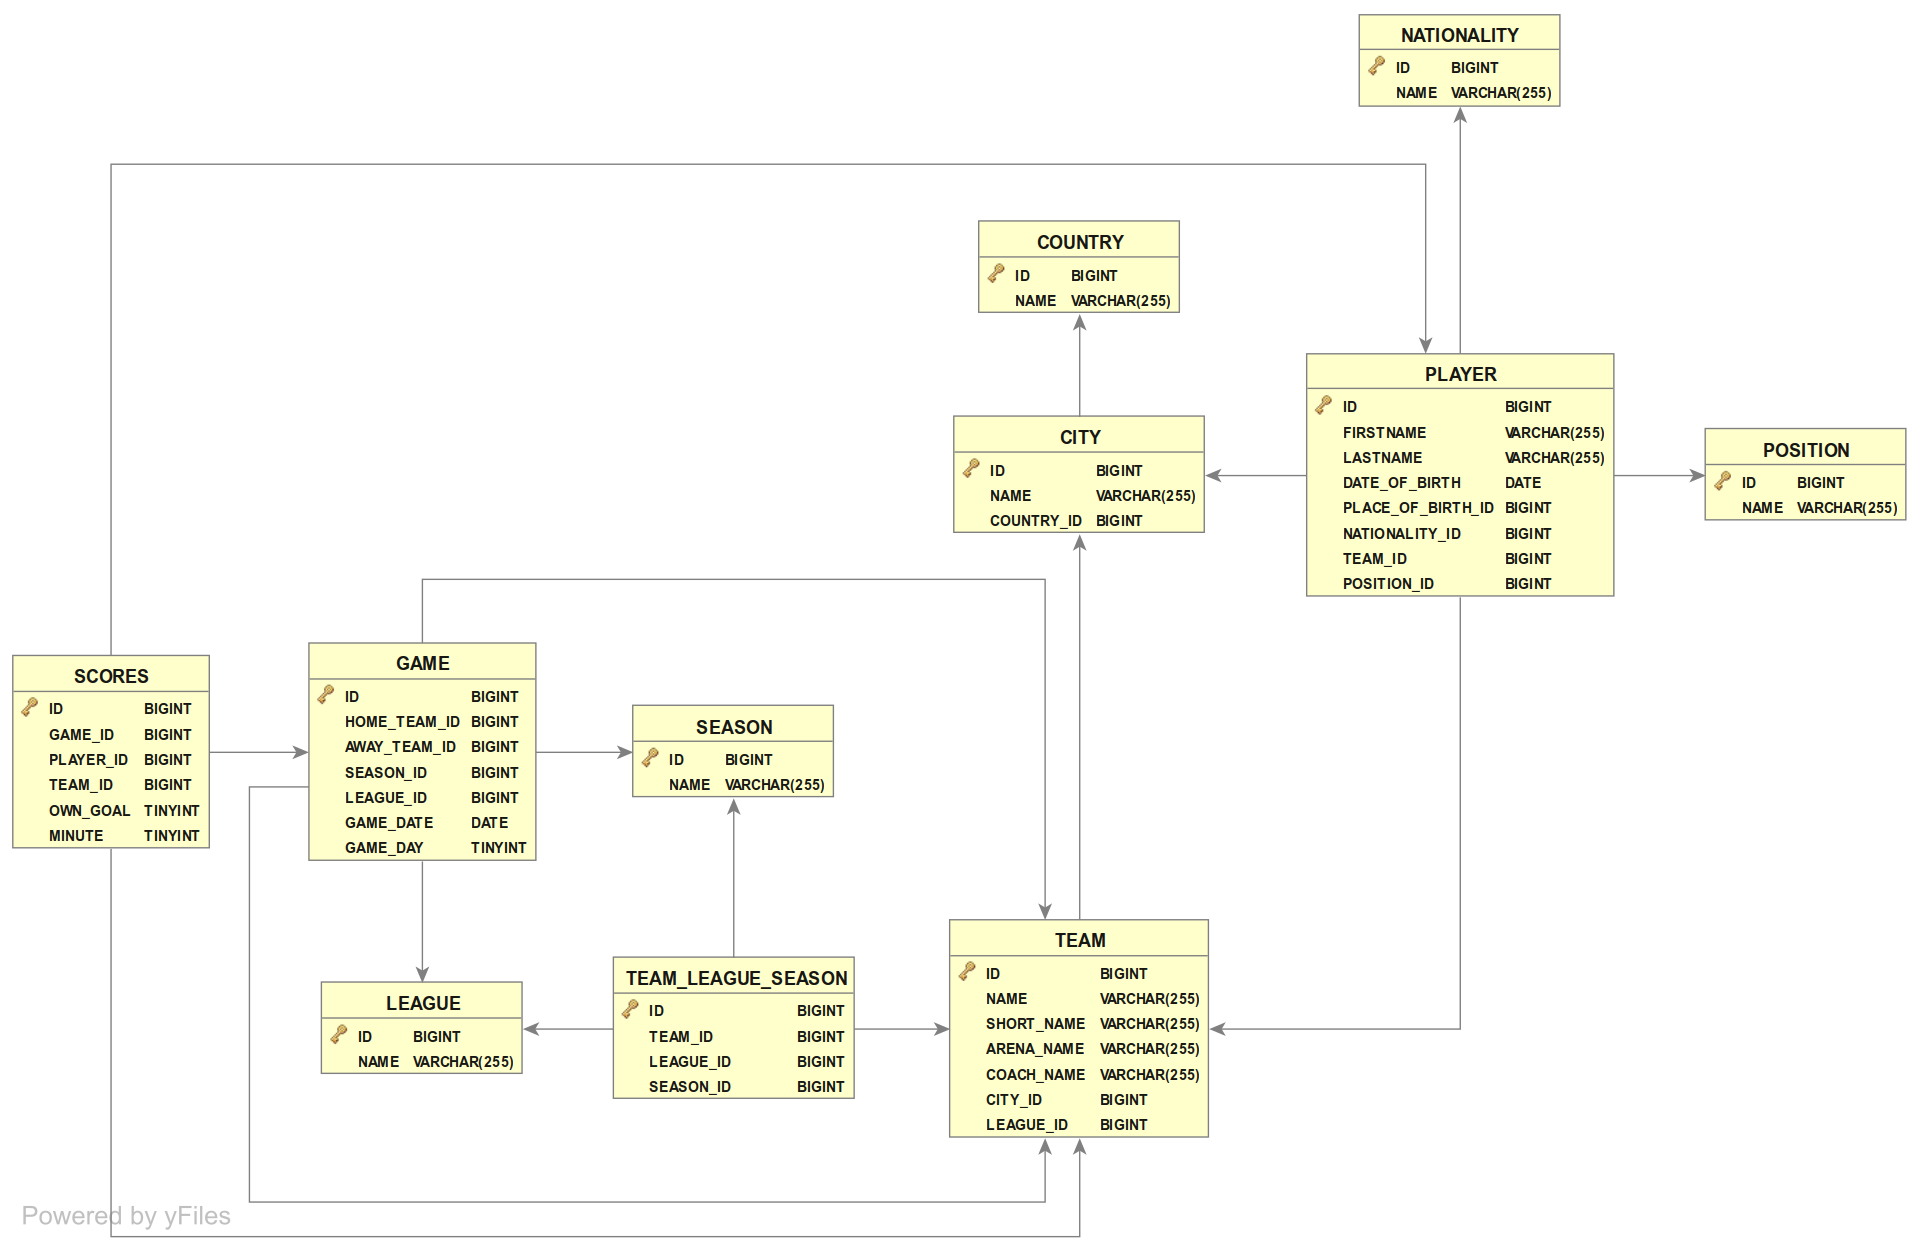 NATIONALITY
ID BIGINT
NAME VARCHAR(255)
COUNTRY
ID BIGINT
NAME VARCHAR(255)
PLAYER
ID BIGINT
FIRSTNAME VARCHAR(255)
LASTNAME VARCHAR(255)
DATE_OF_BIRTH DATE
PLACE_OF_BIRTH_ID BIGINT
NATIONALITY_ID BIGINT
TEAM_ID BIGINT
POSITION_ID BIGINT
CITY
ID BIGINT
NAME VARCHAR(255)
COUNTRY_ID BIGINT
POSITION
ID BIGINT
NAME VARCHAR(255)
SCORES
ID BIGINT
GAME_ID BIGINT
PLAYER_ID BIGINT
TEAM_ID BIGINT
OWN_GOAL TINYINT
MINUTE TINYINT
GAME
ID BIGINT
HOME_TEAM_ID BIGINT
AWAY_TEAM_ID BIGINT
SEASON_ID BIGINT
LEAGUE_ID BIGINT
GAME_DATE DATE
GAME_DAY TINYINT
SEASON
ID BIGINT
NAME VARCHAR(255)
LEAGUE
ID BIGINT
NAME VARCHAR(255)
TEAM_LEAGUE_SEASON
ID BIGINT
TEAM_ID BIGINT
LEAGUE_ID BIGINT
SEASON_ID BIGINT
TEAM
ID BIGINT
NAME VARCHAR(255)
SHORT_NAME VARCHAR(255)
ARENA_NAME VARCHAR(255)
COACH_NAME VARCHAR(255)
CITY_ID BIGINT
LEAGUE_ID BIGINT
Powered by yFiles